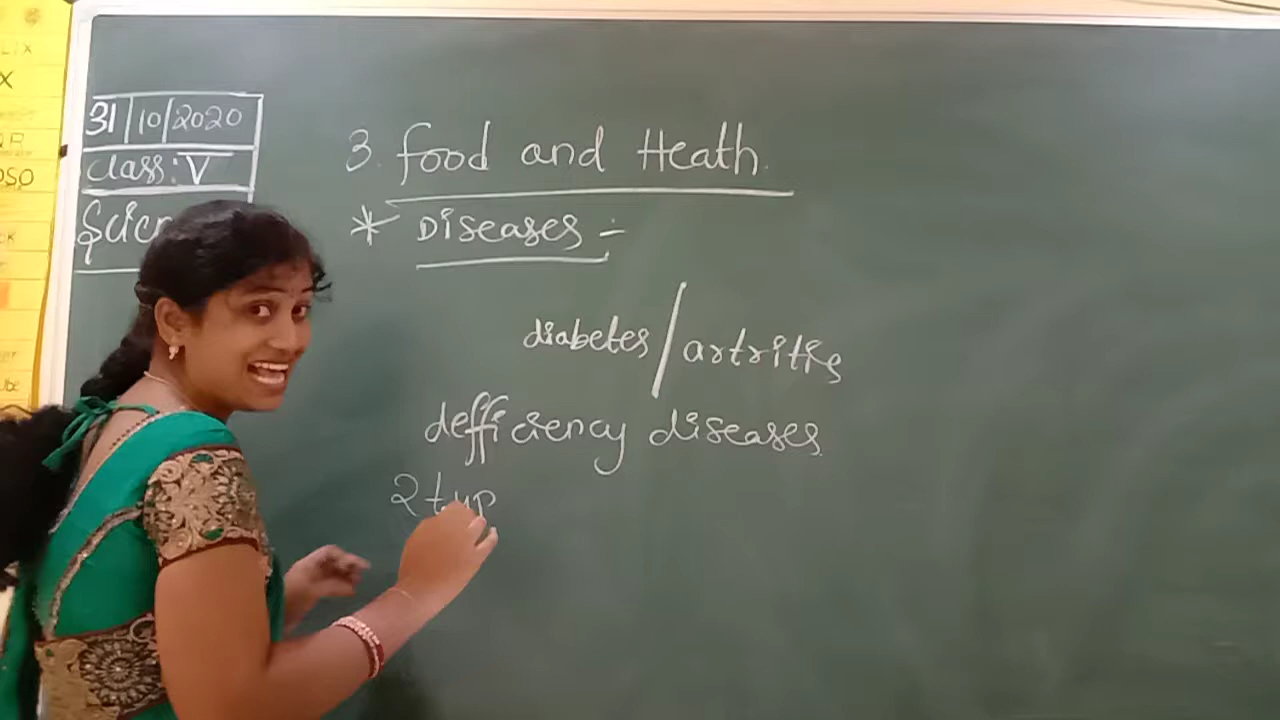 31/10/2020
class: V
3. food and Heath.
* Diseases :-
diabetes / artritis
defficiency diseases
2 typ